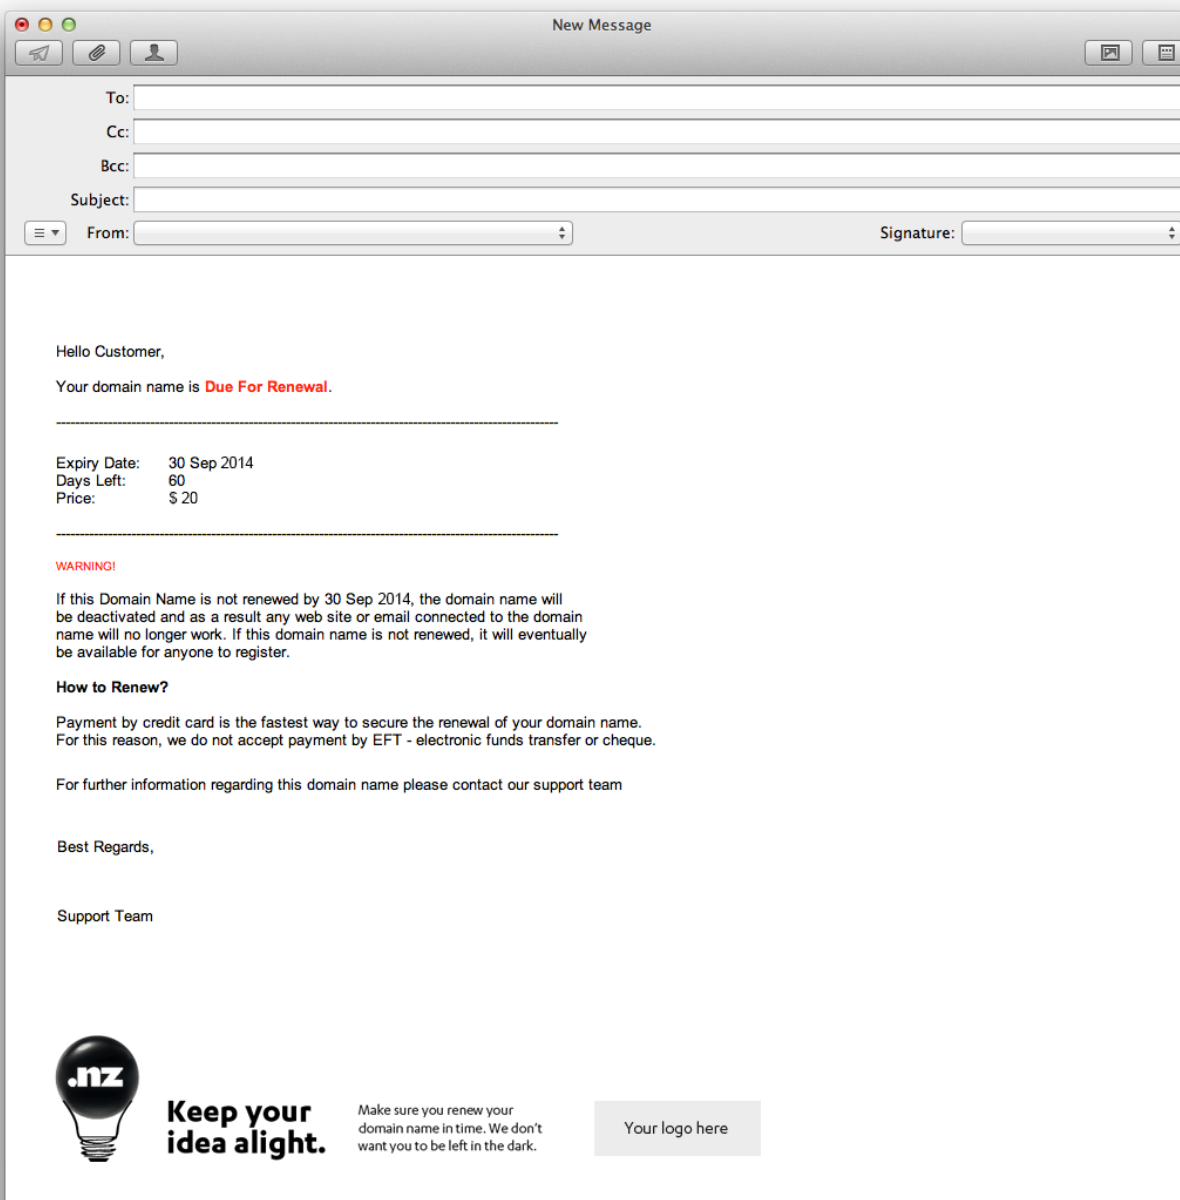 New Message
To:
Cc:
Bcc:
Subject:
From:
Signature:
Hello Customer,
Your domain name is Due For Renewal.
--------------------------------------------------------------------------------------------------------------
Expiry Date: 30 Sep 2014
Days Left: 60
Price: $ 20
--------------------------------------------------------------------------------------------------------------
WARNING!
If this Domain Name is not renewed by 30 Sep 2014, the domain name will
be deactivated and as a result any web site or email connected to the domain
name will no longer work. If this domain name is not renewed, it will eventually
be available for anyone to register.
How to Renew?
Payment by credit card is the fastest way to secure the renewal of your domain name.
For this reason, we do not accept payment by EFT - electronic funds transfer or cheque.
For further information regarding this domain name please contact our support team
Best Regards,
Support Team
.nz
Keep your
idea alight.
Make sure you renew your
domain name in time. We don't
want you to be left in the dark.
Your logo here